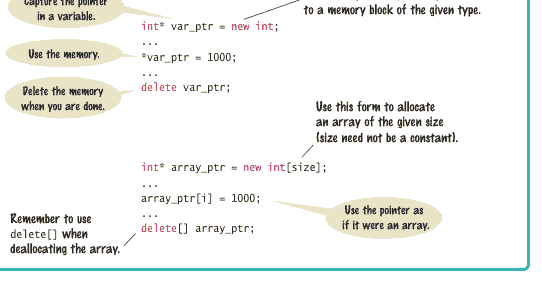 Capture the pointer
in a variable.
to a memory block of the given type.
int* var_ptr = new int;
...
Use the memory.
*var_ptr = 1000;
...
Delete the memory
when you are done.
delete var_ptr;
Use this form to allocate
an array of the given size
(size need not be a constant).
int* array_ptr = new int[size];
...
array_ptr[i] = 1000;
Use the pointer as
if it were an array.
...
Remember to use
delete[] when
deallocating the array.
delete[] array_ptr;